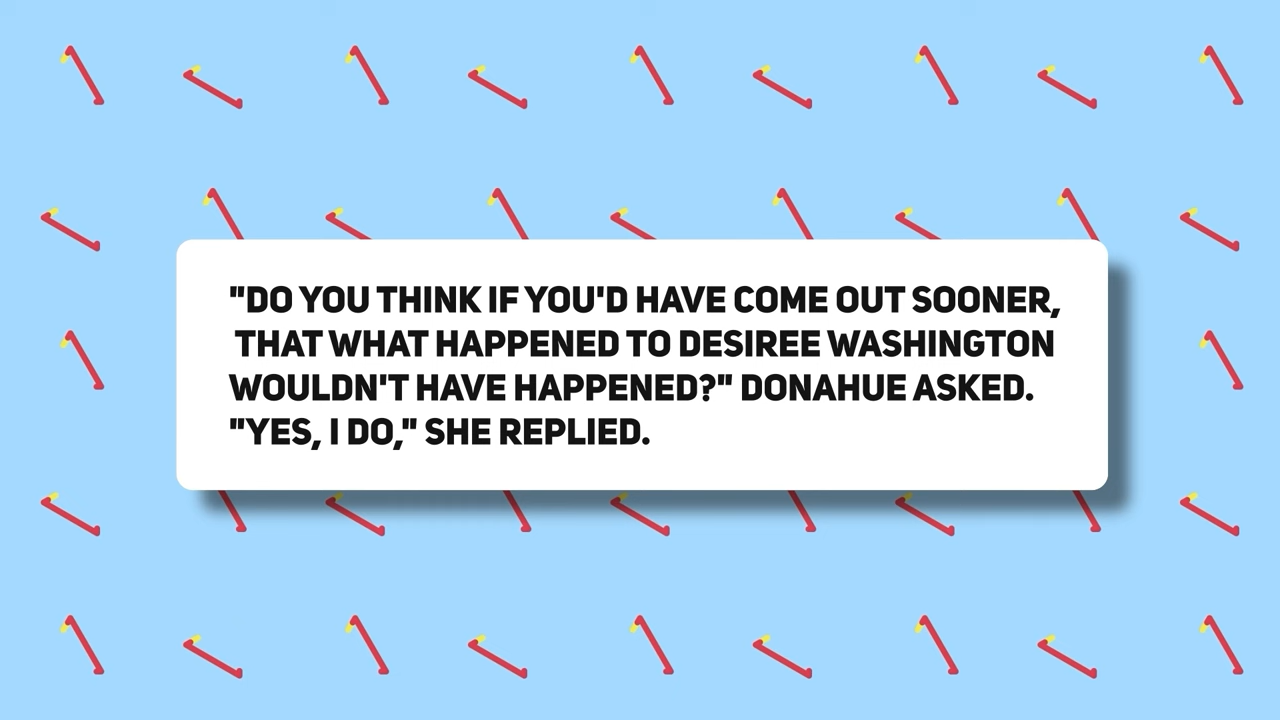 "DO YOU THINK IF YOU'D HAVE COME OUT SOONER,
THAT WHAT HAPPENED TO DESIREE WASHINGTON
WOULDN'T HAVE HAPPENED?" DONAHUE ASKED.
"YES, I DO," SHE REPLIED.